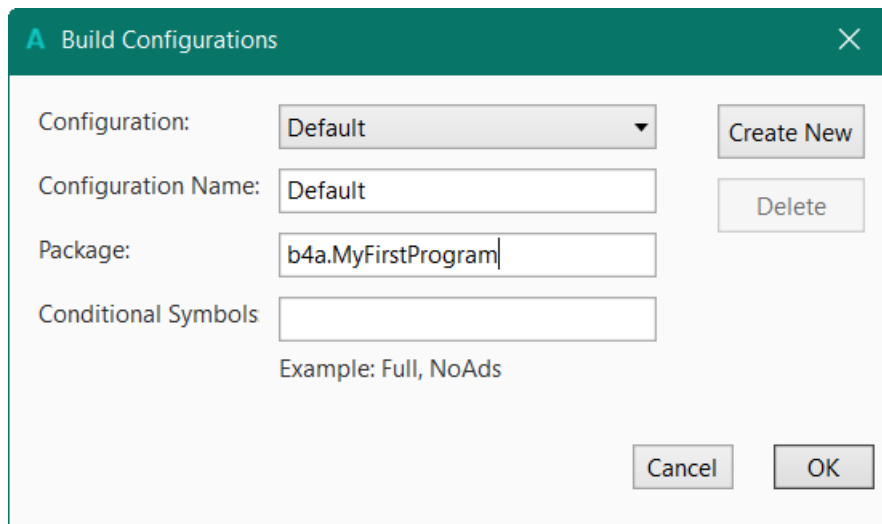 A Build Configurations
Configuration: Default Create New
Configuration Name: Default Delete
Package: b4a.MyFirstProgram
Conditional Symbols
Example: Full, NoAds
Cancel OK